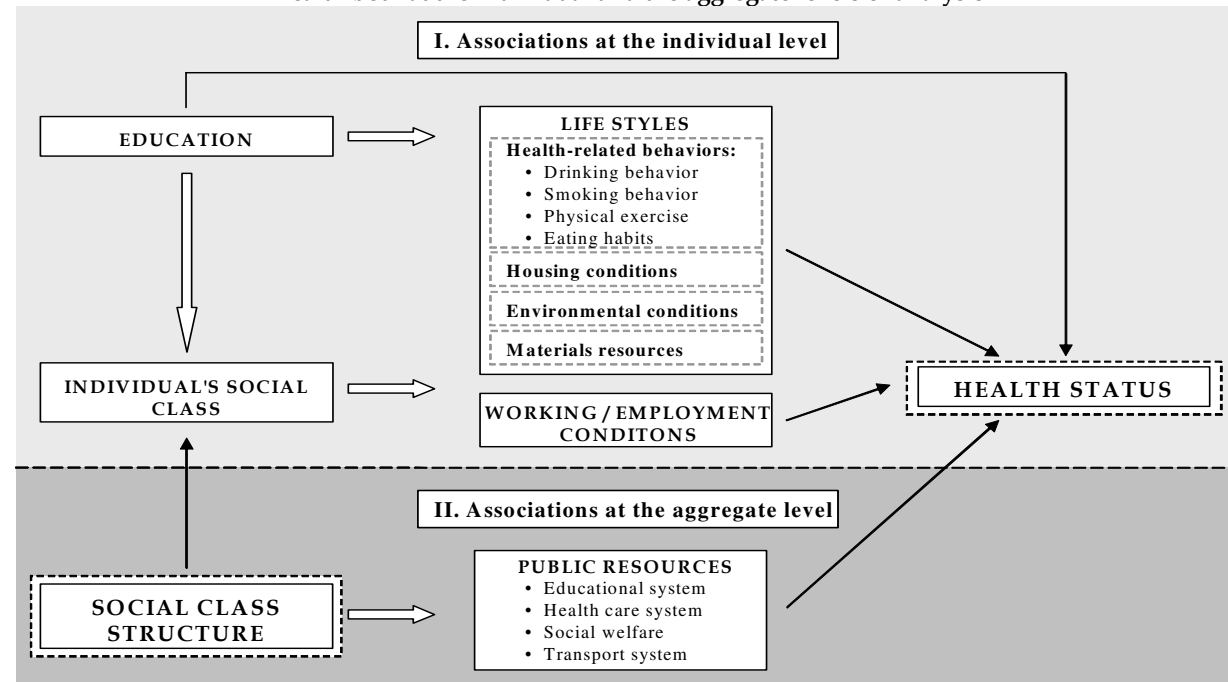 I. Associations at the individual level
EDUCATION
LIFE STYLES
Health-related behaviors:
• Drinking behavior
• Smoking behavior
• Physical exercise
• Eating habits
Housing conditions
Environmental conditions
Materials resources
INDIVIDUAL'S SOCIAL
CLASS
WORKING / EMPLOYMENT
CONDITONS
HEALTH STATUS
II. Associations at the aggregate level
SOCIAL CLASS
STRUCTURE
PUBLIC RESOURCES
• Educational system
• Health care system
• Social welfare
• Transport system